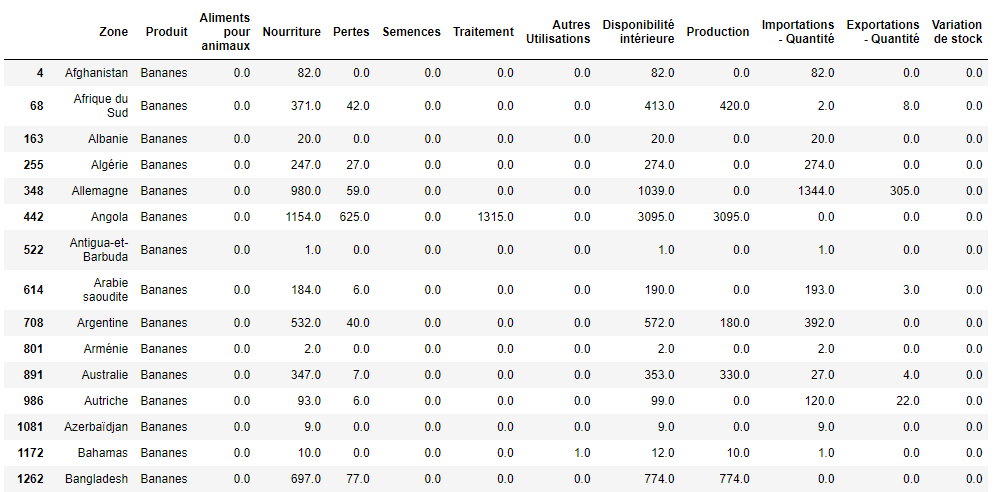 Zone Produit Aliments pour animaux Nourriture Pertes Semences Traitement Autres Utilisations Disponibilité intérieure Production Importations - Quantité Exportations - Quantité Variation de stock
4 Afghanistan Bananes 0.0 82.0 0.0 0.0 0.0 0.0 82.0 0.0 82.0 0.0 0.0
68 Afrique du Sud Bananes 0.0 371.0 42.0 0.0 0.0 0.0 413.0 420.0 2.0 8.0 0.0
163 Albanie Bananes 0.0 20.0 0.0 0.0 0.0 0.0 20.0 0.0 20.0 0.0 0.0
255 Algérie Bananes 0.0 247.0 27.0 0.0 0.0 0.0 274.0 0.0 274.0 0.0 0.0
348 Allemagne Bananes 0.0 980.0 59.0 0.0 0.0 0.0 1039.0 0.0 1344.0 305.0 0.0
442 Angola Bananes 0.0 1154.0 625.0 0.0 1315.0 0.0 3095.0 3095.0 0.0 0.0 0.0
522 Antigua-et-Barbuda Bananes 0.0 1.0 0.0 0.0 0.0 0.0 1.0 0.0 1.0 0.0 0.0
614 Arabie saoudite Bananes 0.0 184.0 6.0 0.0 0.0 0.0 190.0 0.0 193.0 3.0 0.0
708 Argentine Bananes 0.0 532.0 40.0 0.0 0.0 0.0 572.0 180.0 392.0 0.0 0.0
801 Arménie Bananes 0.0 2.0 0.0 0.0 0.0 0.0 2.0 0.0 2.0 0.0 0.0
891 Australie Bananes 0.0 347.0 7.0 0.0 0.0 0.0 353.0 330.0 27.0 4.0 0.0
986 Autriche Bananes 0.0 93.0 6.0 0.0 0.0 0.0 99.0 0.0 120.0 22.0 0.0
1081 Azerbaïdjan Bananes 0.0 9.0 0.0 0.0 0.0 0.0 9.0 0.0 9.0 0.0 0.0
1172 Bahamas Bananes 0.0 10.0 0.0 0.0 0.0 1.0 12.0 10.0 1.0 0.0 0.0
1262 Bangladesh Bananes 0.0 697.0 77.0 0.0 0.0 0.0 774.0 774.0 0.0 0.0 0.0